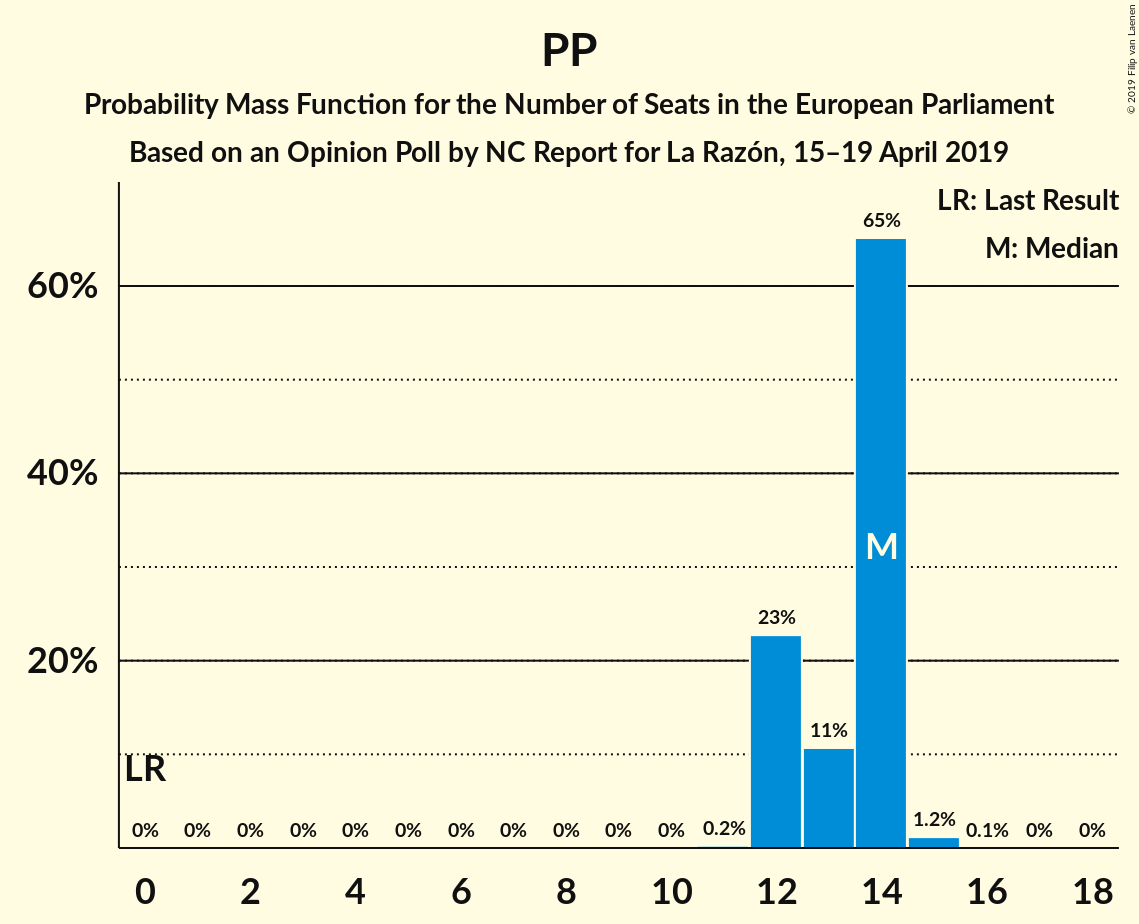 PP
Probability Mass Function for the Number of Seats in the European Parliament
Based on an Opinion Poll by NC Report for La Razón, 15–19 April 2019
© 2019 Filip van Laenen
LR: Last Result
M: Median
60%
40%
20%
65%
M
23%
11%
LR
0% 0% 0% 0% 0% 0% 0% 0% 0% 0% 0% 0.2% 1.2% 0.1% 0% 0%
0 2 4 6 8 10 12 14 16 18